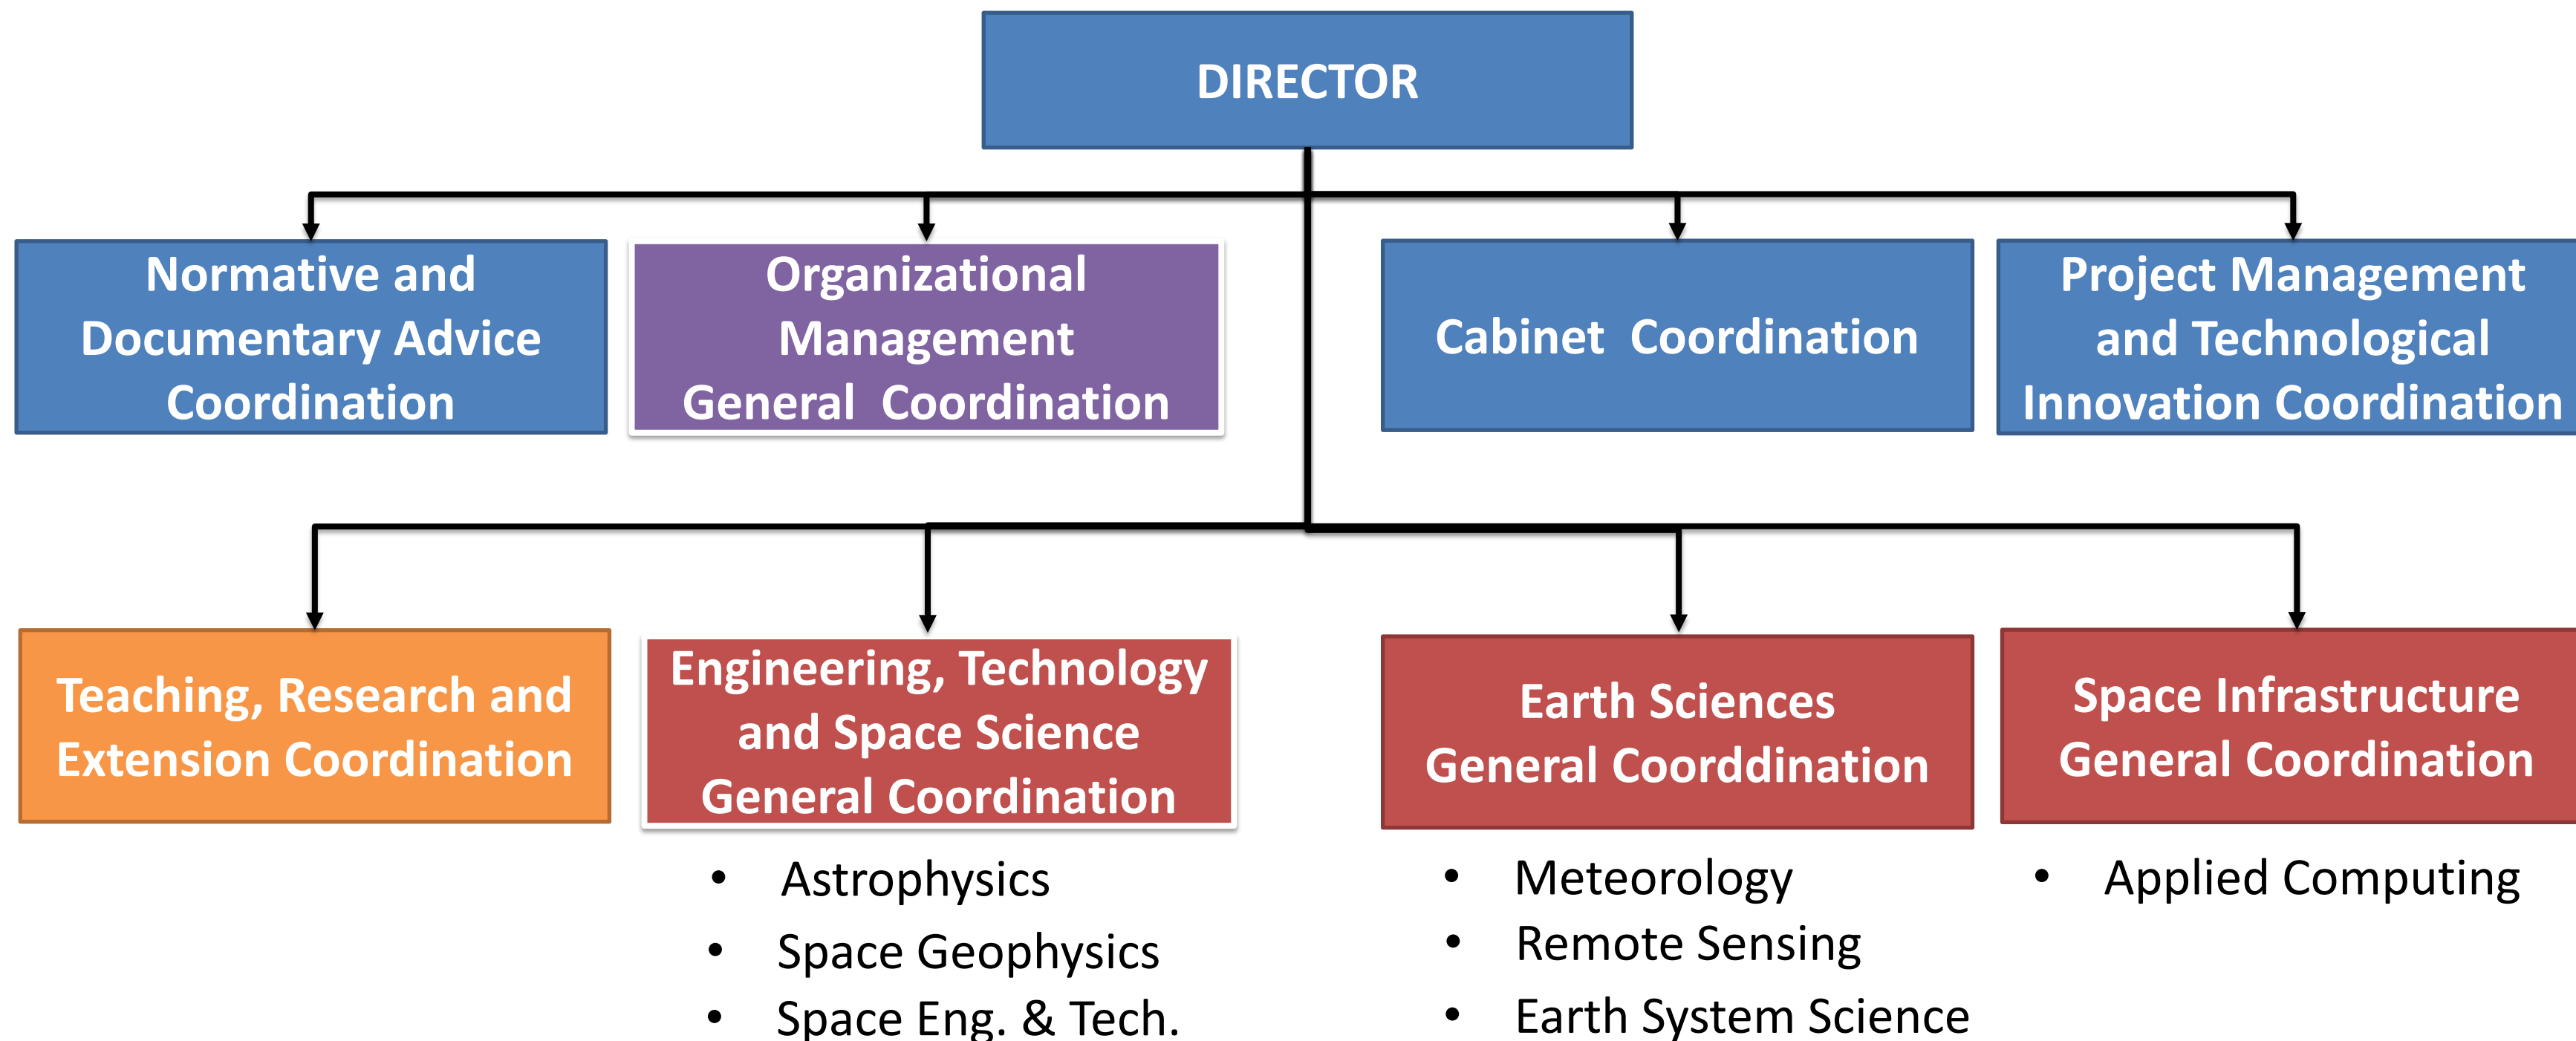 DIRECTOR
Normative and
Documentary Advice
Coordination
Organizational
Management
General Coordination
Cabinet Coordination
Project Management
and Technological
Innovation Coordination
Teaching, Research and
Extension Coordination
Engineering, Technology
and Space Science
General Coordination
Earth Sciences
General Coorddination
Space Infrastructure
General Coordination
• Astrophysics
• Space Geophysics
• Space Eng. & Tech.
• Meteorology
• Remote Sensing
• Earth System Science
• Applied Computing